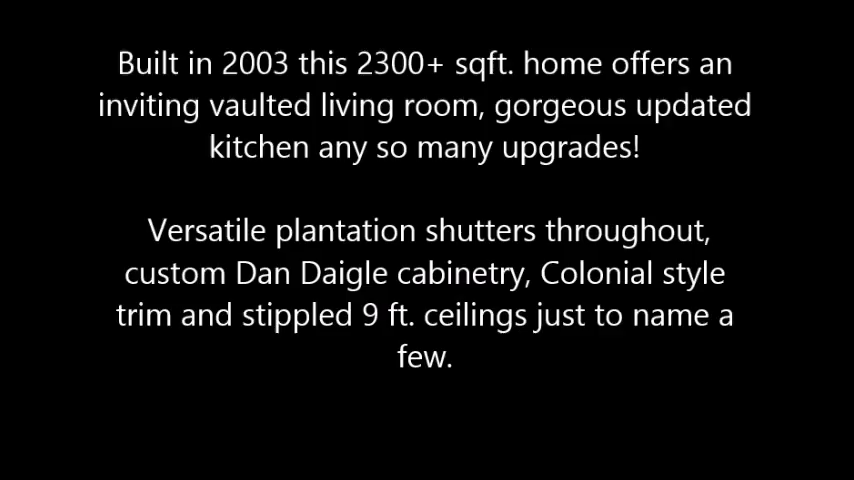 Built in 2003 this 2300+ sqft. home offers an
inviting vaulted living room, gorgeous updated
kitchen any so many upgrades!
Versatile plantation shutters throughout,
custom Dan Daigle cabinetry, Colonial style
trim and stippled 9 ft. ceilings just to name a
few.